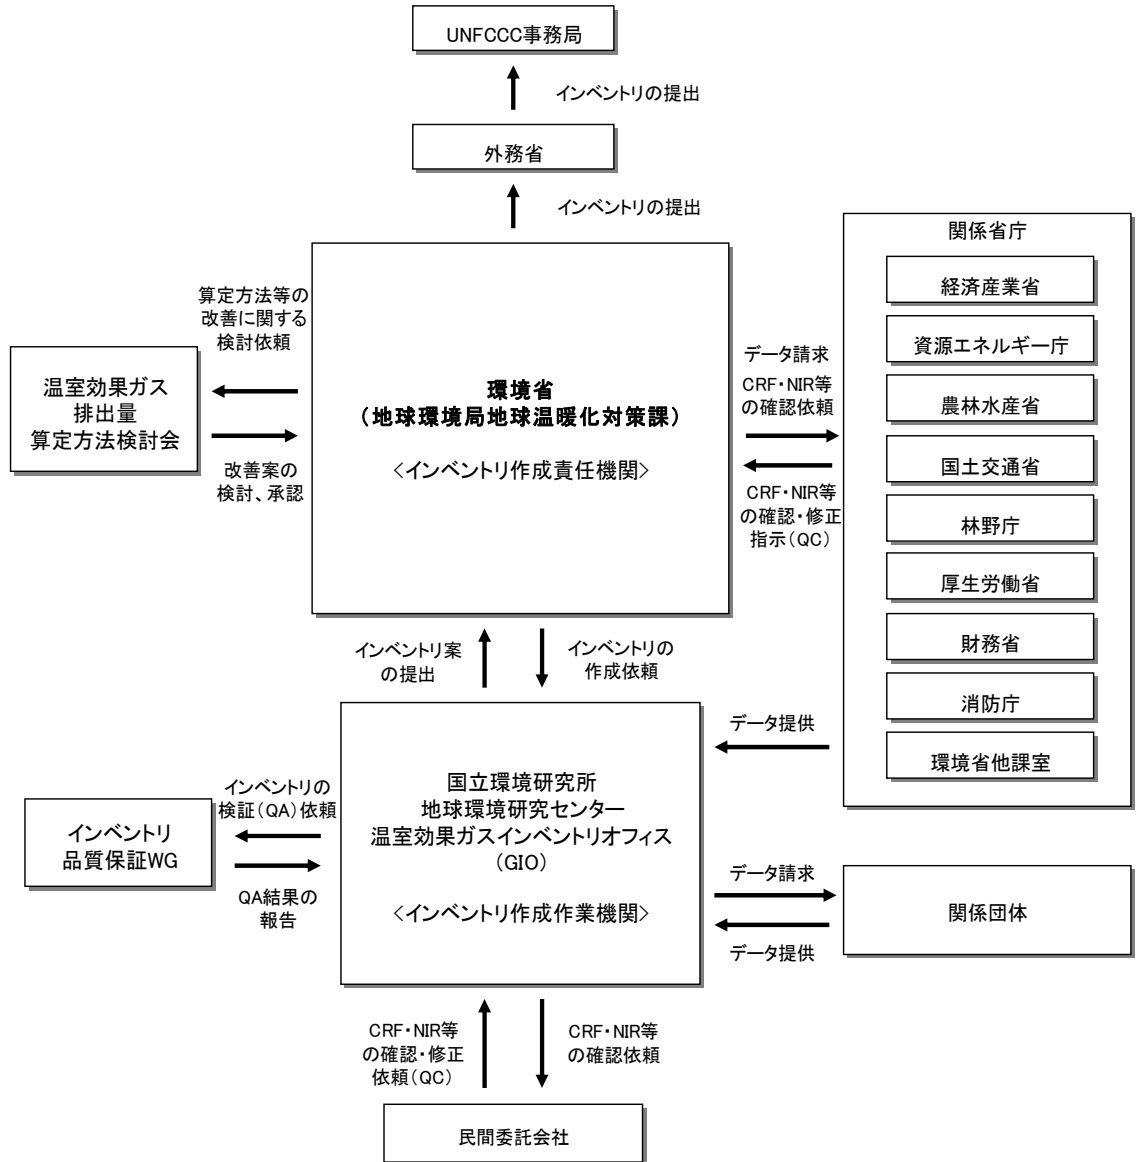 UNFCCC事務局
インベントリの提出
外務省
インベントリの提出
関係省庁
経済産業省
資源エネルギー庁
農林水産省
国土交通省
林野庁
厚生労働省
財務省
消防庁
環境省他課室
算定方法等の
改善に関する
検討依頼
温室効果ガス
排出量
算定方法検討会
改善案の
検討、承認
環境省
（地球環境局地球温暖化対策課）
＜インベントリ作成責任機関＞
データ請求
CRF・NIR等
の確認依頼
CRF・NIR等
の確認・修正
指示（QC）
インベントリ案
の提出
インベントリの
作成依頼
データ提供
国立環境研究所
地球環境研究センター
温室効果ガスインベントリオフィス
（GIO）
＜インベントリ作成作業機関＞
インベントリの
検証（QA）依頼
インベントリ
品質保証WG
QA結果の
報告
データ請求
関係団体
データ提供
CRF・NIR等
の確認・修正
依頼（QC）
CRF・NIR等
の確認依頼
民間委託会社